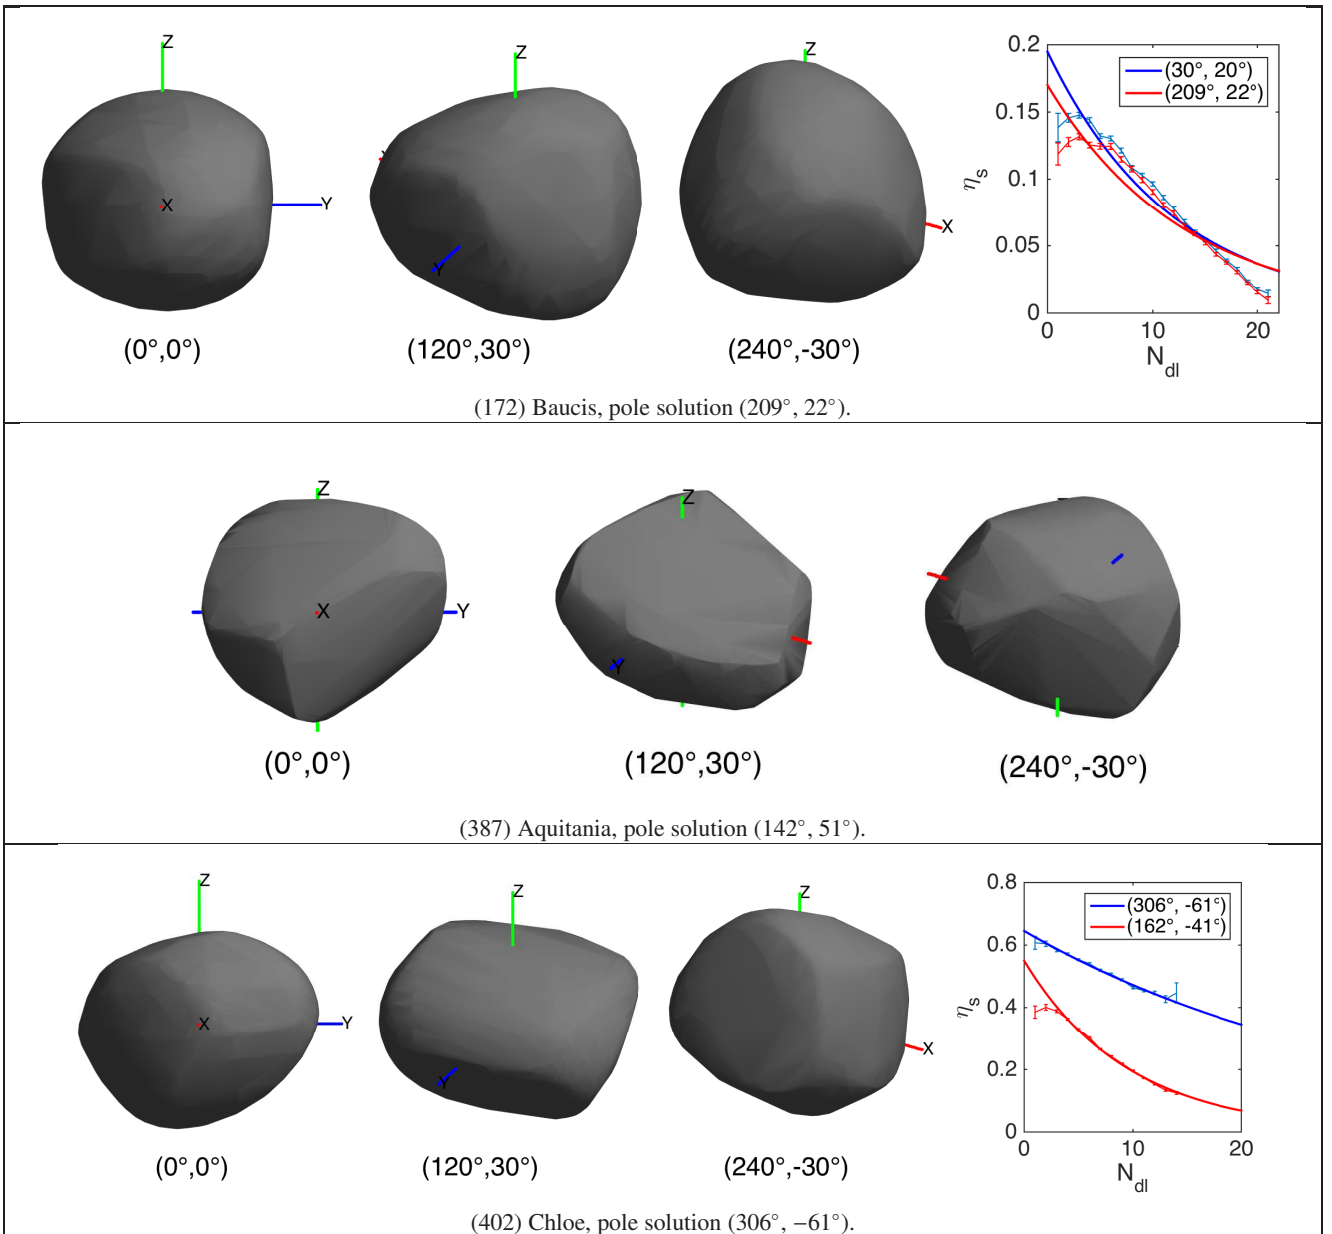 Z
X
Y
(0°,0°)
Z
Y
(120°,30°)
Z
X
(240°,-30°)
0.2
0.15
0.1
0.05
0
ηs
(30°, 20°)
(209°, 22°)
0 10 20
Ndl
(172) Baucis, pole solution (209°, 22°).
Z
X
Y
(0°,0°)
Z
Y
(120°,30°)
(240°,-30°)
(387) Aquitania, pole solution (142°, 51°).
Z
X
Y
(0°,0°)
Z
Y
(120°,30°)
Z
X
(240°,-30°)
0.8
0.6
0.4
0.2
0
ηs
(306°, -61°)
(162°, -41°)
0 10 20
Ndl
(402) Chloe, pole solution (306°, −61°).